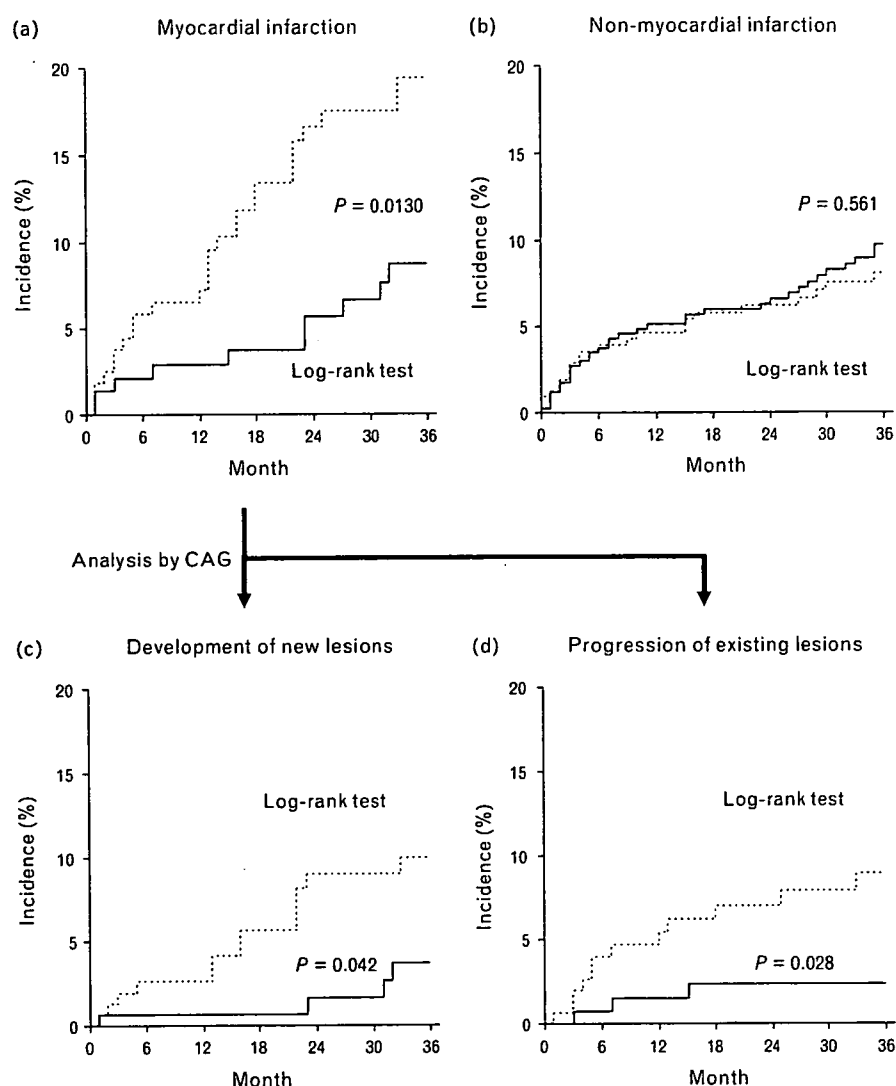 (a) Myocardial infarction
20
15
10
5
0
Incidence (%)
P = 0.0130
Log-rank test
0 6 12 18 24 30 36
Month
(b) Non-myocardial infarction
20
15
10
5
0
Incidence (%)
P = 0.561
Log-rank test
0 6 12 18 24 30 36
Month
Analysis by CAG
(c) Development of new lesions
20
15
10
5
0
Incidence (%)
Log-rank test
P = 0.042
0 6 12 18 24 30 36
Month
(d) Progression of existing lesions
20
15
10
5
0
Incidence (%)
Log-rank test
P = 0.028
0 6 12 18 24 30 36
Month